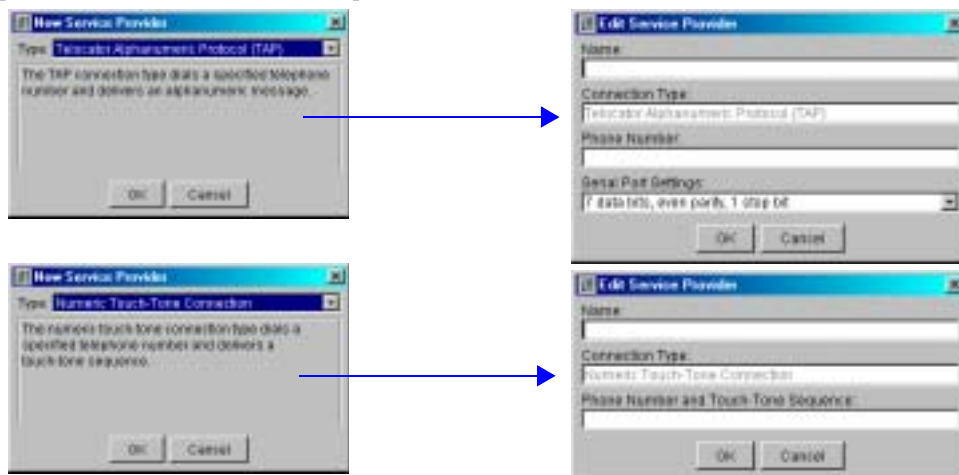 New Service Provider
Type: Telocator Alphanumeric Protocol (TAP)
The TAP connection type dials a specified telephone
number and delivers an alphanumeric message.
OK Cancel
Edit Service Provider
Name:
Connection Type:
Telocator Alphanumeric Protocol (TAP)
Phone Number:
Serial Port Settings:
7 data bits, even parity, 1 stop bit
OK Cancel
New Service Provider
Type: Numeric Touch-Tone Connection
The numeric touch-tone connection type dials a
specified telephone number and delivers a
touch-tone sequence.
OK Cancel
Edit Service Provider
Name:
Connection Type:
Numeric Touch-Tone Connection
Phone Number and Touch-Tone Sequence:
OK Cancel